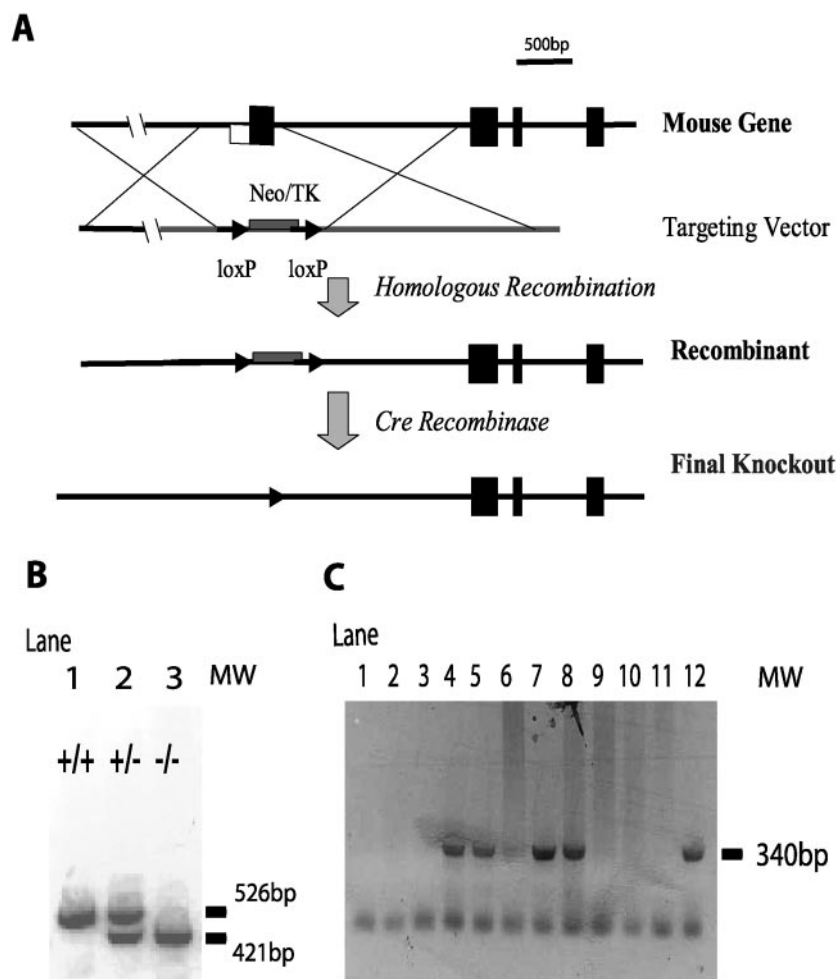 A
500bp
Mouse Gene
Neo/TK
Targeting Vector
loxP loxP
Homologous Recombination
Recombinant
Cre Recombinase
Final Knockout
B
Lane
1 2 3 MW
+/+ +/- -/-
526bp
421bp
C
Lane
1 2 3 4 5 6 7 8 9 10 11 12 MW
340bp